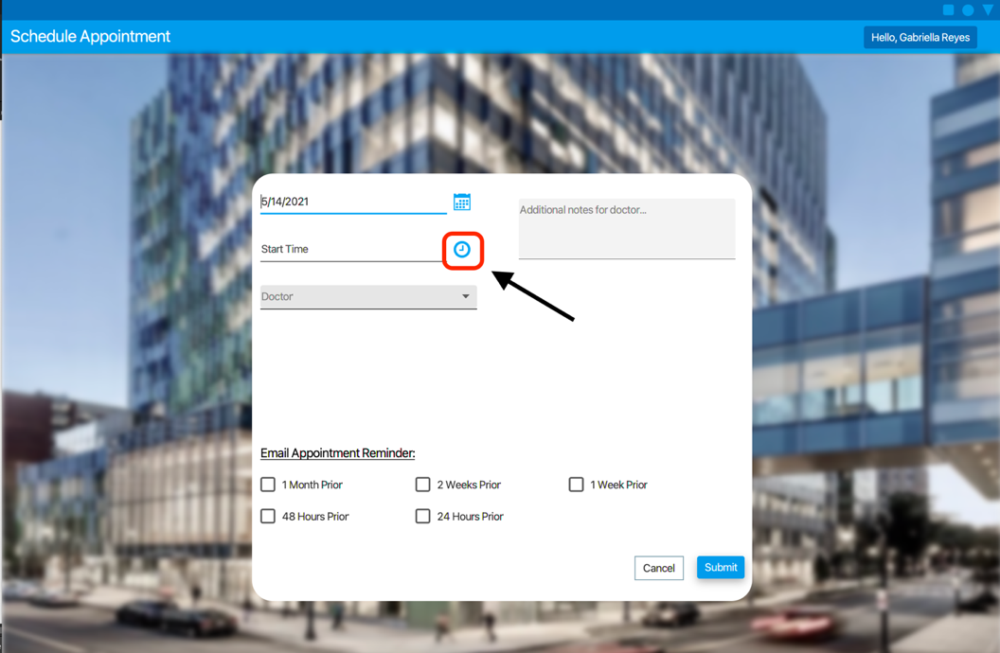 Schedule Appointment
Hello, Gabriella Reyes
5/14/2021
Additional notes for doctor...
Start Time
Doctor
Email Appointment Reminder:
1 Month Prior
2 Weeks Prior
1 Week Prior
48 Hours Prior
24 Hours Prior
Cancel
Submit